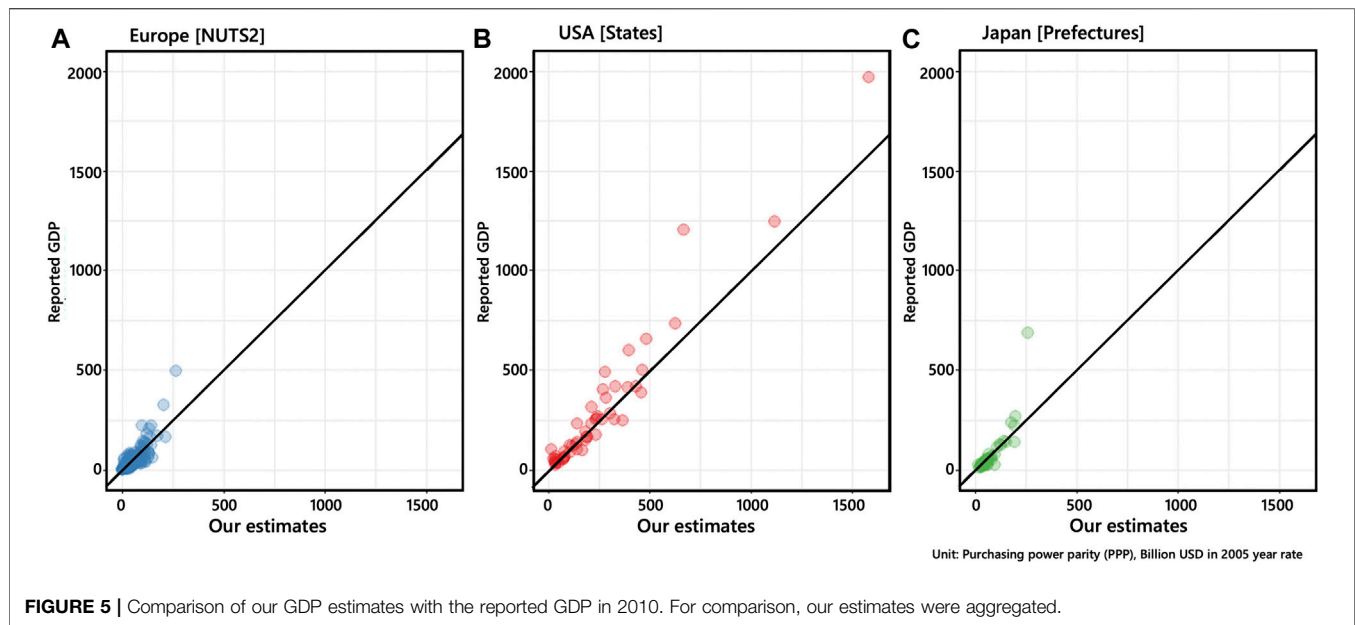 A Europe [NUTS2]
2000
1500
1000
500
0
Reported GDP
0 500 1000 1500
Our estimates
B USA [States]
2000
1500
1000
500
0
Reported GDP
0 500 1000 1500
Our estimates
C Japan [Prefectures]
2000
1500
1000
500
0
Reported GDP
0 500 1000 1500
Our estimates
Unit: Purchasing power parity (PPP), Billion USD in 2005 year rate
FIGURE 5 | Comparison of our GDP estimates with the reported GDP in 2010. For comparison, our estimates were aggregated.